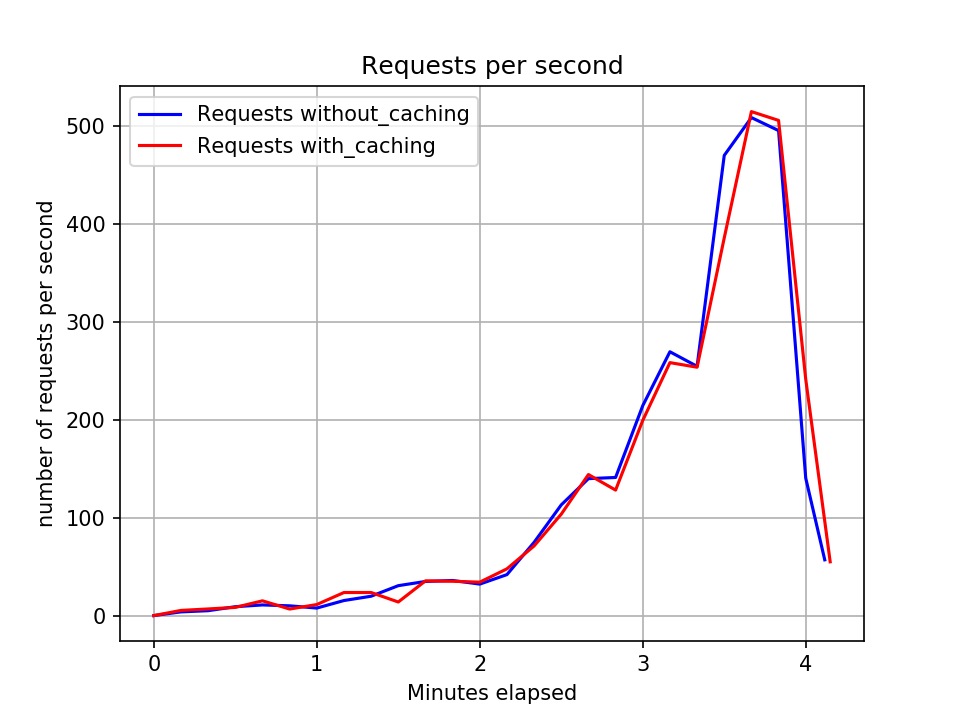 Requests per second
Requests without_caching
Requests with_caching
number of requests per second
500
400
300
200
100
0
0 1 2 3 4
Minutes elapsed